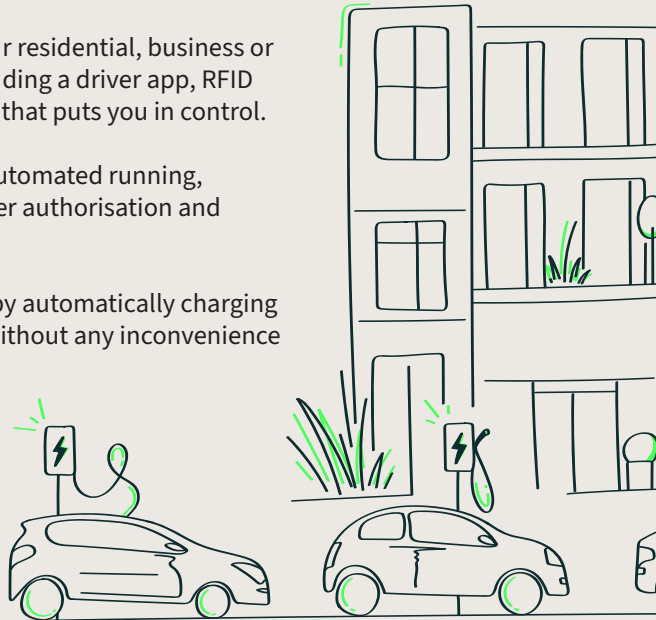 r residential, business or
ding a driver app, RFID
that puts you in control.
utomated running,
er authorisation and
by automatically charging
ithout any inconvenience